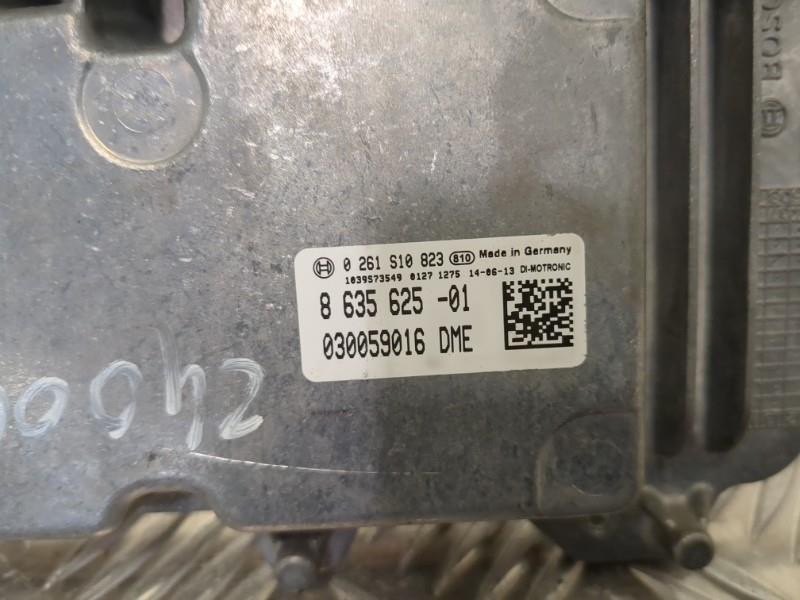 BOSCH
0 261 S10 823 810 Made in Germany
1039S73549 0127 1275 14-06-13 DI-MOTRONIC
8 635 625 -01
030059016 DME